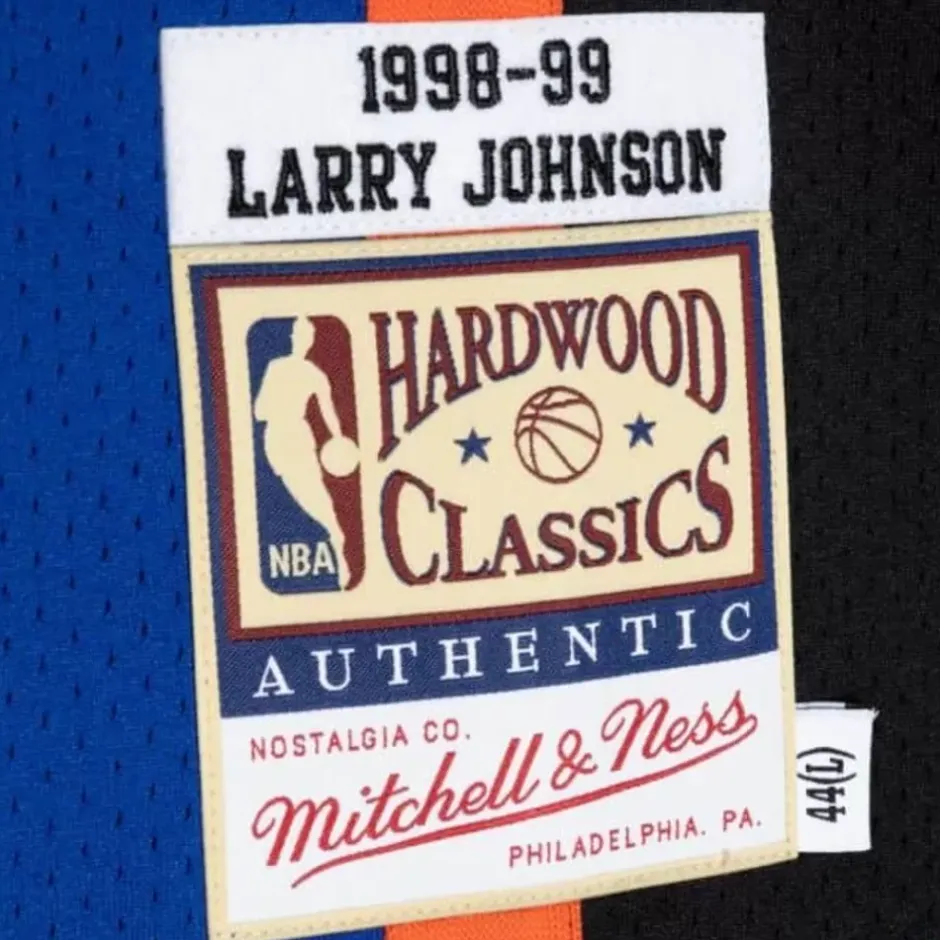 1998-99
LARRY JOHNSON
HARDWOOD
CLASSICS
NBA
AUTHENTIC
NOSTALGIA CO.
Mitchell & Ness
PHILADELPHIA. PA.
44(L)